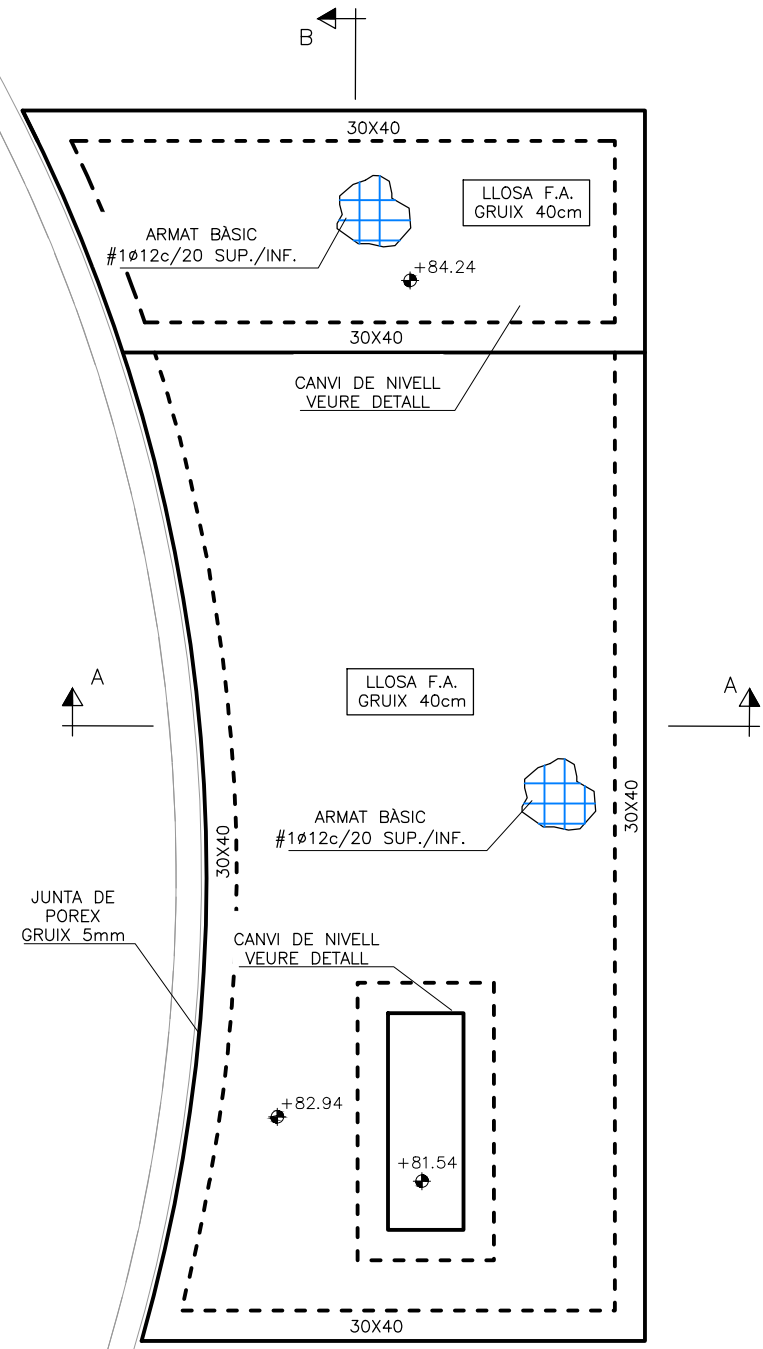 B
30X40
LLOSA F.A.
GRUIX 40cm
ARMAT BÀSIC
#1ø12c/20 SUP./INF.
+84.24
30X40
CANVI DE NIVELL
VEURE DETALL
A
LLOSA F.A.
GRUIX 40cm
A
30X40
ARMAT BÀSIC
#1ø12c/20 SUP./INF.
30X40
JUNTA DE
POREX
GRUIX 5mm
CANVI DE NIVELL
VEURE DETALL
+82.94
+81.54
30X40